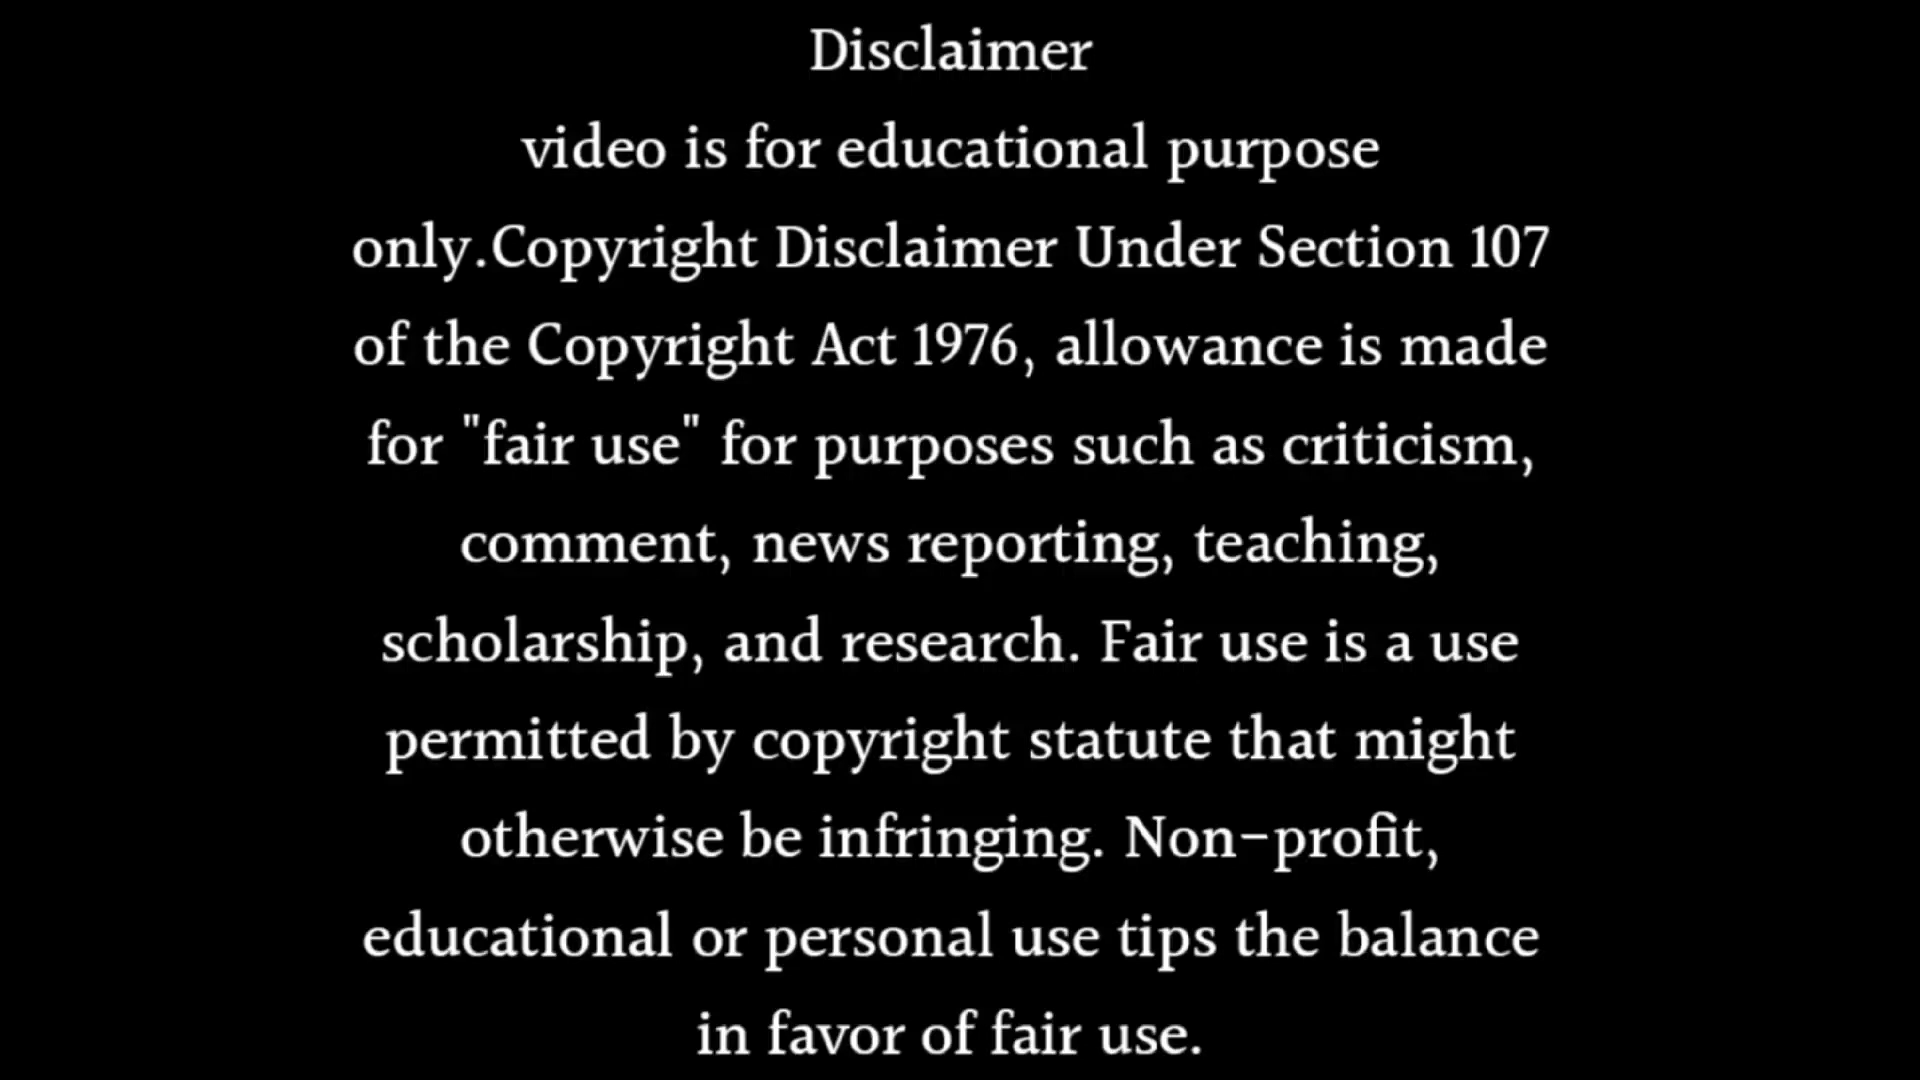 Disclaimer
video is for educational purpose
only.Copyright Disclaimer Under Section 107
of the Copyright Act 1976, allowance is made
for "fair use" for purposes such as criticism,
comment, news reporting, teaching,
scholarship, and research. Fair use is a use
permitted by copyright statute that might
otherwise be infringing. Non-profit,
educational or personal use tips the balance
in favor of fair use.